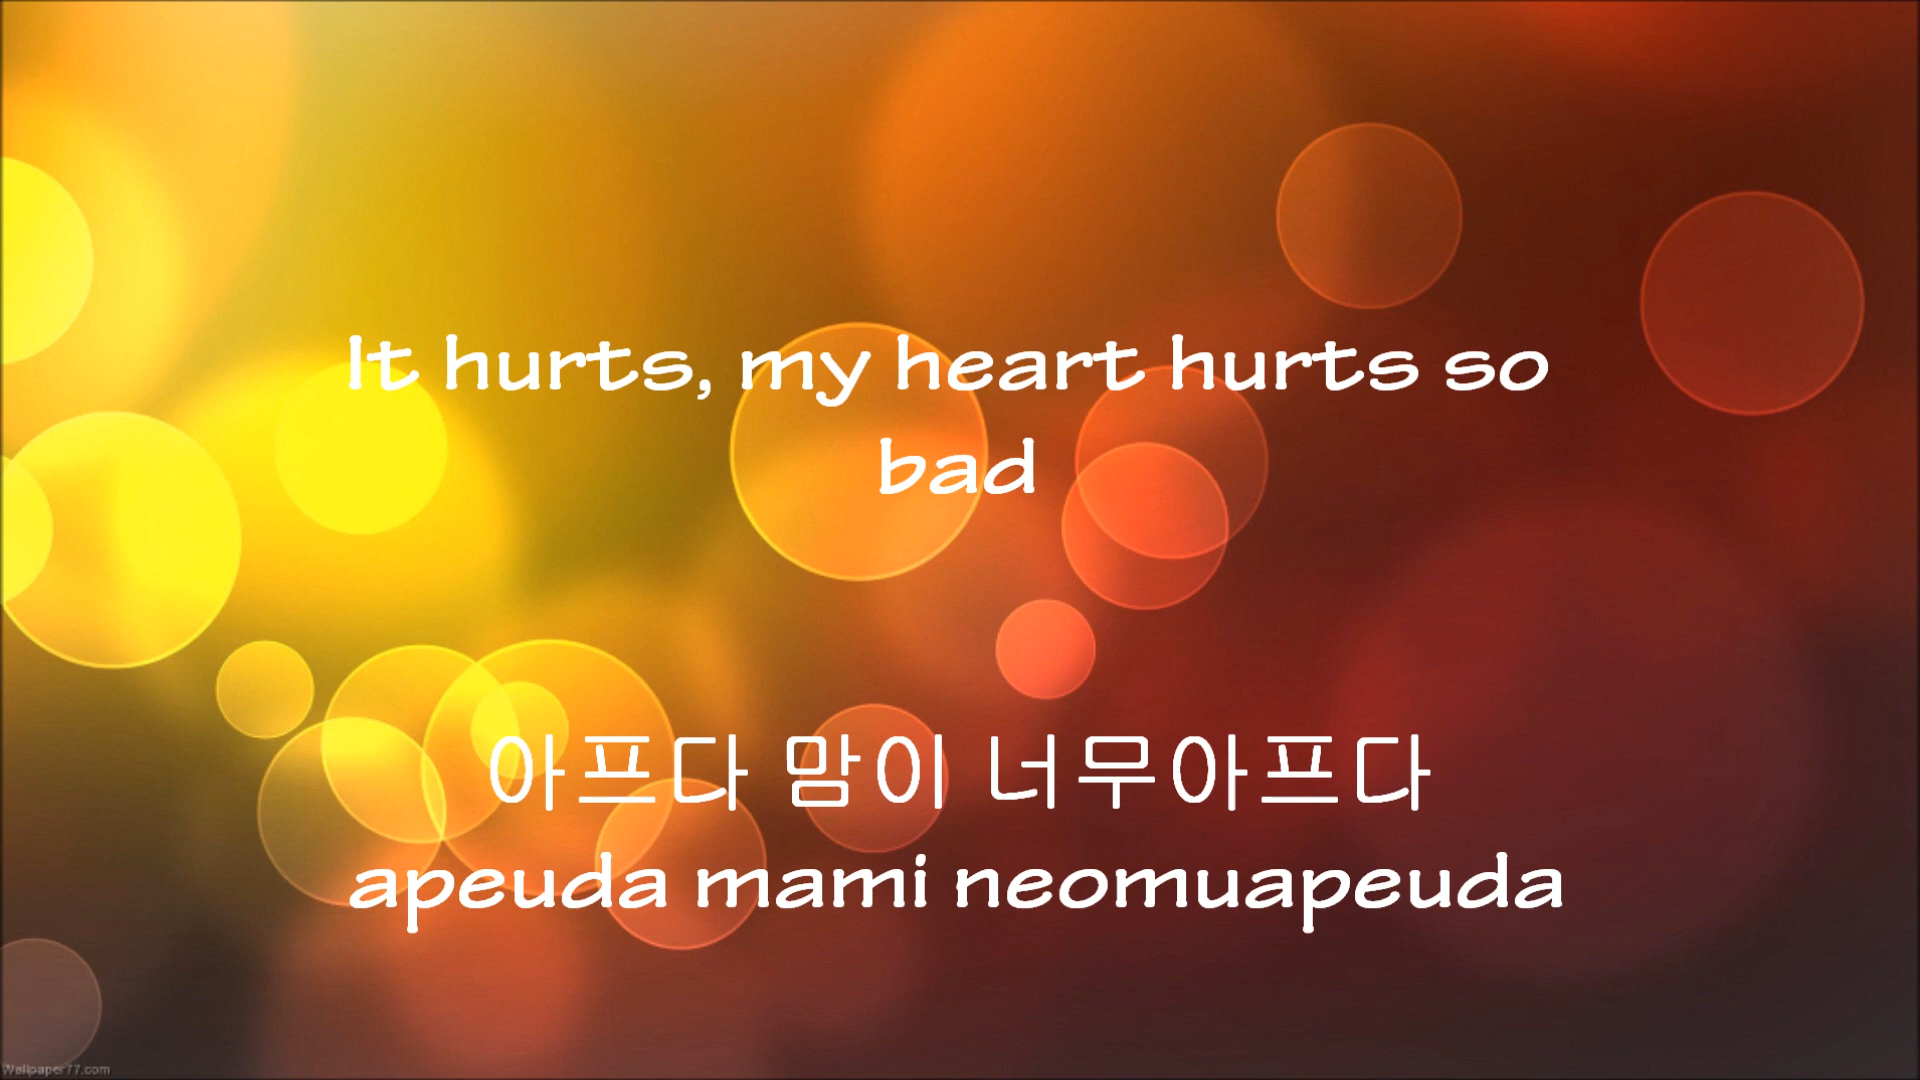 It hurts, my heart hurts so
bad
아프다 맘이 너무아프다
apeuda mami neomuapeuda
Wallpaper77.com